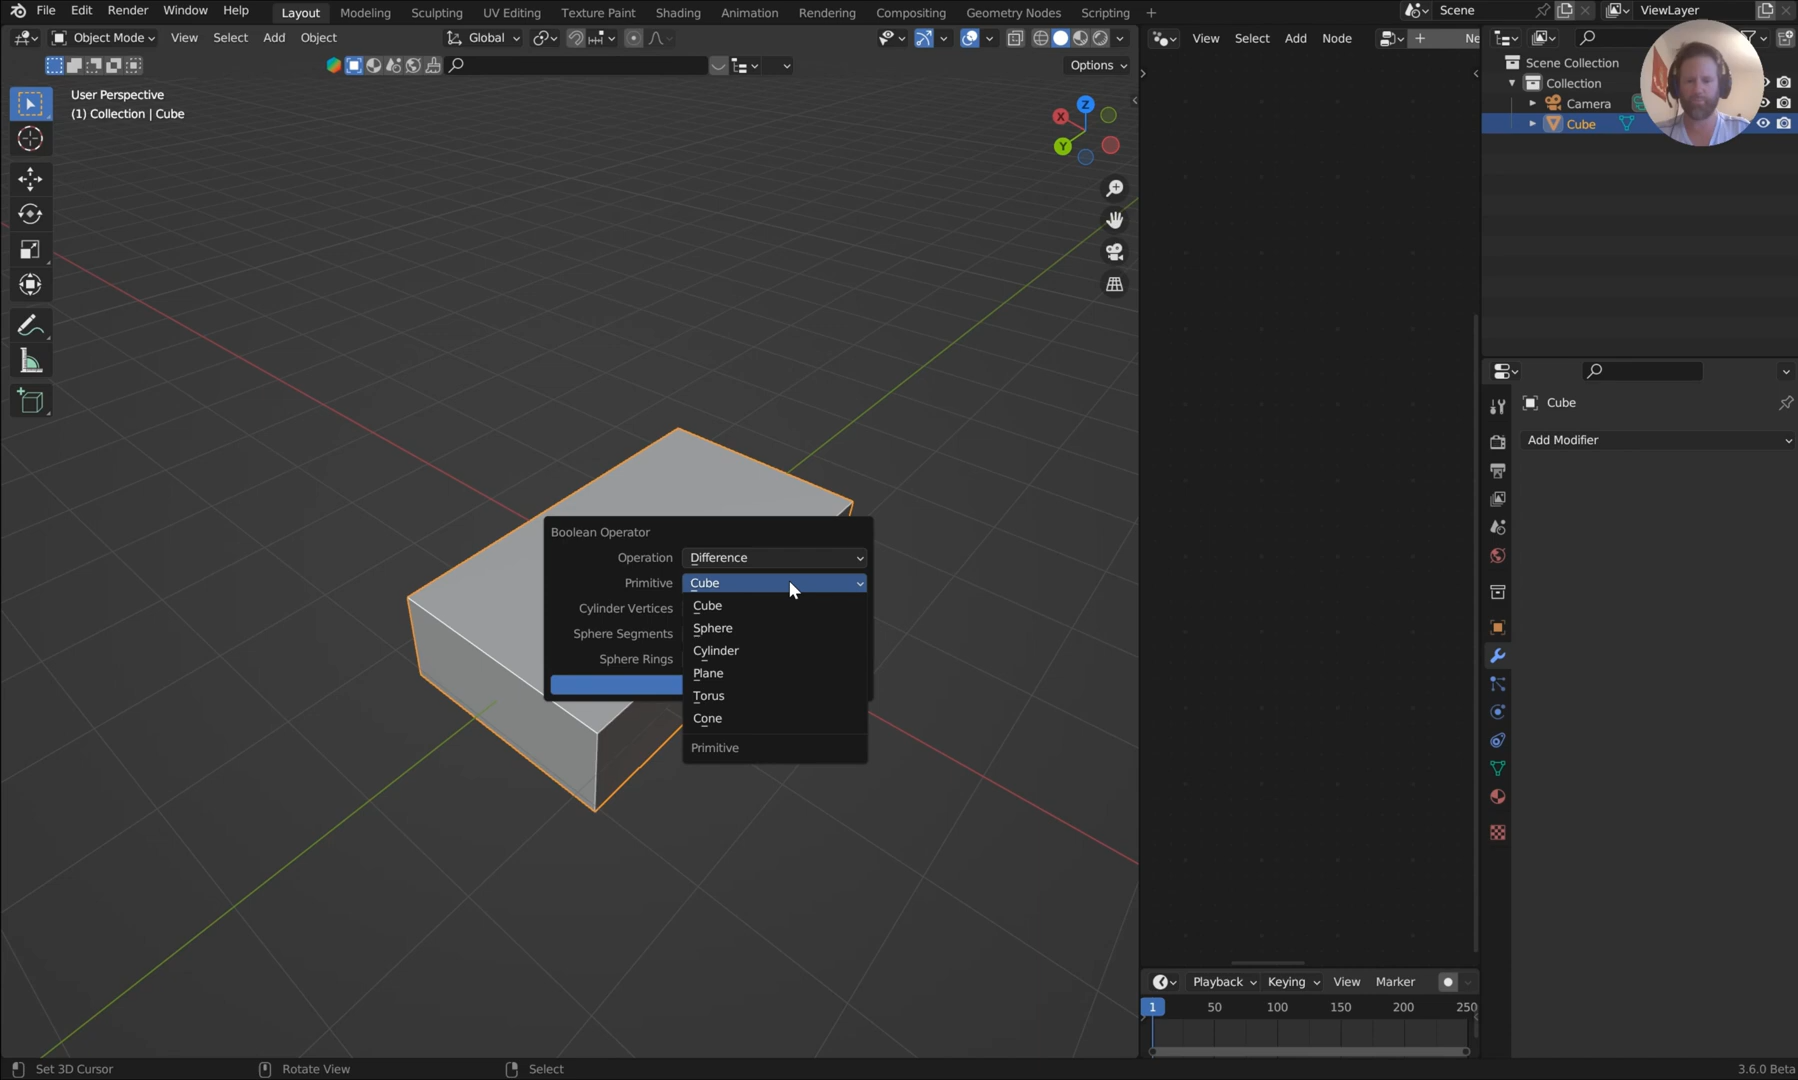 File Edit Render Window Help Layout Modeling Sculpting UV Editing Texture Paint Shading Animation Rendering Compositing Geometry Nodes Scripting + Scene ViewLayer
Object Mode View Select Add Object Global View Select Add Node + Ne
Options
User Perspective
(1) Collection | Cube
Z
X
Y
Scene Collection
Collection
Camera
Cube
Cube
Add Modifier
Boolean Operator
Operation Difference
Primitive Cube
Cylinder Vertices
Sphere Segments
Sphere Rings
Cube
Sphere
Cylinder
Plane
Torus
Cone
Primitive
Playback Keying View Marker
1 50 100 150 200 250
Set 3D Cursor Rotate View Select 3.6.0 Beta